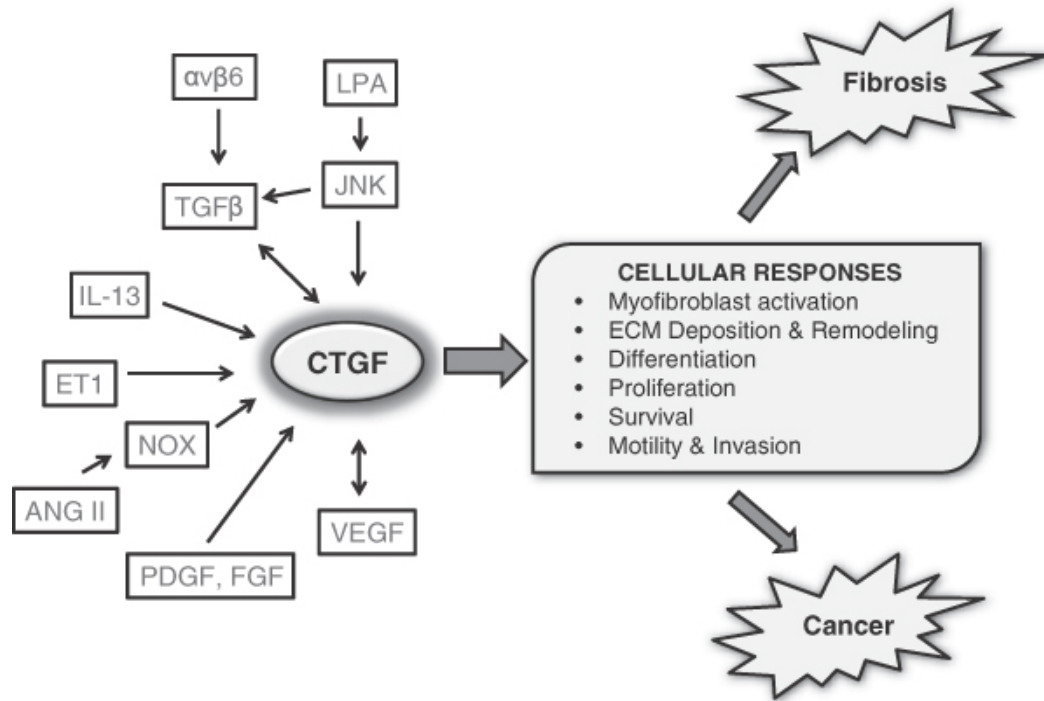 αvβ6
LPA
Fibrosis
TGFβ
JNK
IL-13
CTGF
ET1
NOX
ANG II
VEGF
PDGF, FGF
CELLULAR RESPONSES
• Myofibroblast activation
• ECM Deposition & Remodeling
• Differentiation
• Proliferation
• Survival
• Motility & Invasion
Cancer